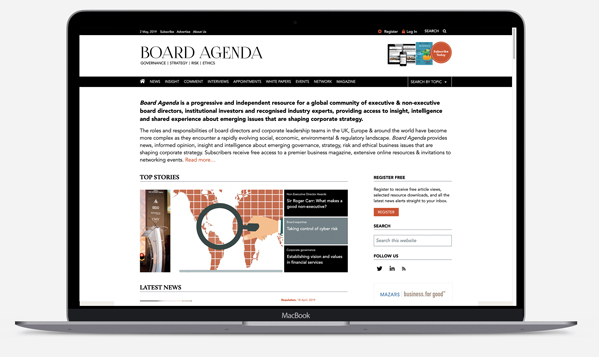 2 May, 2019 Subscribe Advertise About Us
Register Log in SEARCH
BOARD AGENDA
GOVERNANCE | STRATEGY | RISK | ETHICS
Subscribe Today
NEWS INSIGHT COMMENT INTERVIEWS APPOINTMENTS WHITE PAPERS EVENTS NETWORK MAGAZINE SEARCH BY TOPIC
Board Agenda is a progressive and independent resource for a global community of executive & non-executive
board directors, institutional investors and recognised industry experts, providing access to insight, intelligence
and shared experience about emerging issues that are shaping corporate strategy.
The roles and responsibilities of board directors and corporate leadership teams in the UK, Europe & around the world have become
more complex as they encounter a rapidly evolving social, economic, environmental & regulatory landscape. Board Agenda provides
news, informed opinion, insight and intelligence about emerging governance, strategy, risk and ethical business issues that are
shaping corporate strategy. Subscribers receive free access to a premier business magazine, extensive online resources & invitations to
networking events. Read more...
TOP STORIES
Non-Executive Director Awards
Sir Roger Carr: What makes a
good non-executive?
Taking control of cyber risk
Corporate governance
Establishing vision and values
in financial services
REGISTER FREE
Register to receive free article views,
selected resource downloads, and all the
latest news alerts straight to your inbox.
REGISTER
SEARCH
Search this website
FOLLOW US
LATEST NEWS
MAZARS business. for good™
MacBook